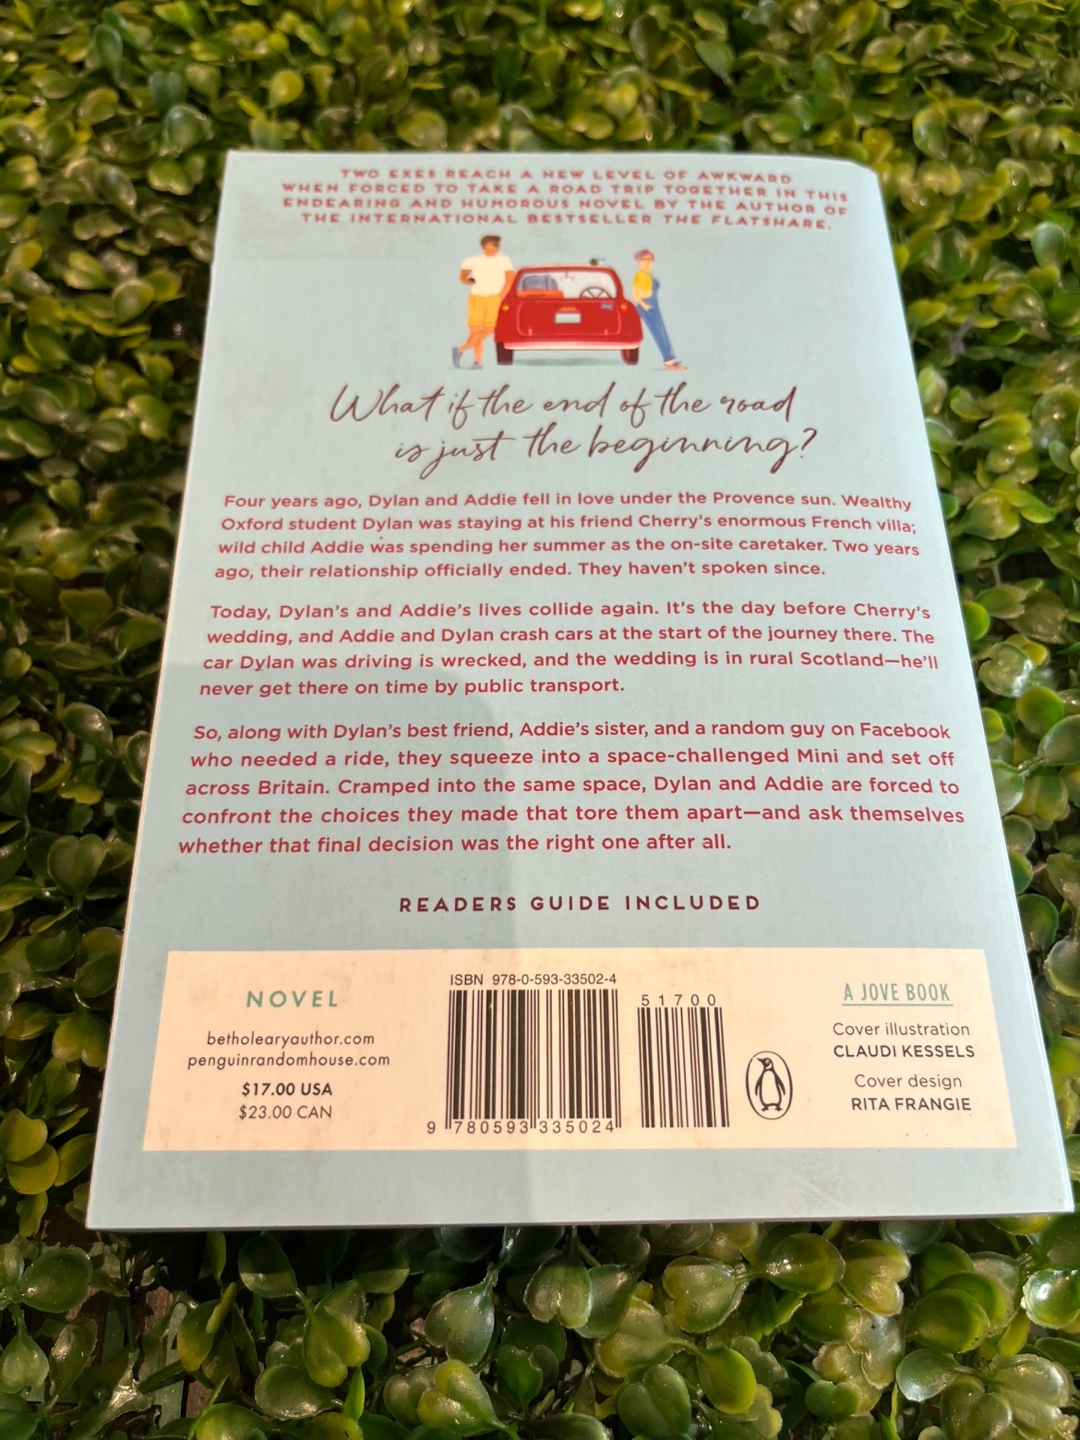 TWO EXES REACH A NEW LEVEL OF AWKWARD
WHEN FORCED TO TAKE A ROAD TRIP TOGETHER IN THIS
ENDEARING AND HUMOROUS NOVEL BY THE AUTHOR OF
THE INTERNATIONAL BESTSELLER THE FLATSHARE.
What if the end of the road
is just the beginning?
Four years ago, Dylan and Addie fell in love under the Provence sun. Wealthy
Oxford student Dylan was staying at his friend Cherry's enormous French villa;
wild child Addie was spending her summer as the on-site caretaker. Two years
ago, their relationship officially ended. They haven't spoken since.
Today, Dylan's and Addie's lives collide again. It's the day before Cherry's
wedding, and Addie and Dylan crash cars at the start of the journey there. The
car Dylan was driving is wrecked, and the wedding is in rural Scotland—he'll
never get there on time by public transport.
So, along with Dylan's best friend, Addie's sister, and a random guy on Facebook
who needed a ride, they squeeze into a space-challenged Mini and set off
across Britain. Cramped into the same space, Dylan and Addie are forced to
confront the choices they made that tore them apart—and ask themselves
whether that final decision was the right one after all.
READERS GUIDE INCLUDED
NOVEL
betholearyauthor.com
penguinrandomhouse.com
$17.00 USA
$23.00 CAN
ISBN 978-0-593-33502-4
51700
9 780593 335024
A JOVE BOOK
Cover illustration
CLAUDI KESSELS
Cover design
RITA FRANGIE